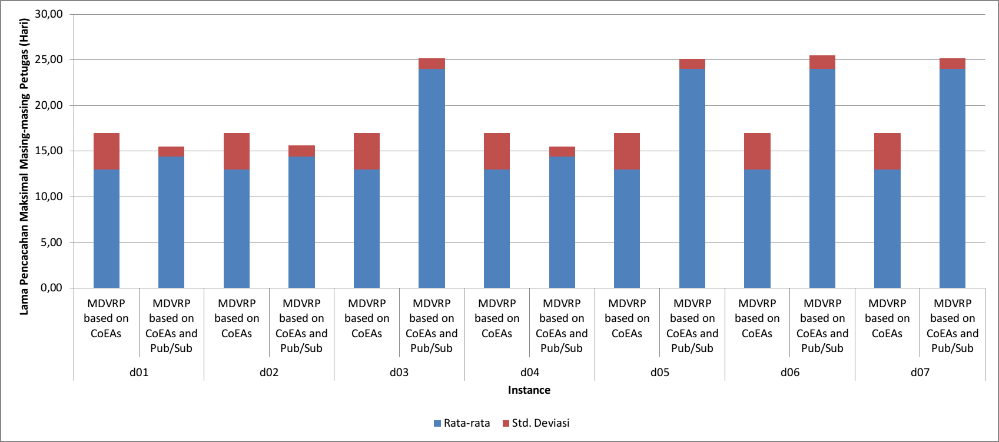 Lama Pencacahan Maksimal Masing-masing Petugas (Hari)
30,00
25,00
20,00
15,00
10,00
5,00
0,00
MDVRP based on CoEAs
MDVRP based on CoEAs and Pub/Sub
MDVRP based on CoEAs
MDVRP based on CoEAs and Pub/Sub
MDVRP based on CoEAs
MDVRP based on CoEAs and Pub/Sub
MDVRP based on CoEAs
MDVRP based on CoEAs and Pub/Sub
MDVRP based on CoEAs
MDVRP based on CoEAs and Pub/Sub
MDVRP based on CoEAs
MDVRP based on CoEAs and Pub/Sub
MDVRP based on CoEAs
MDVRP based on CoEAs and Pub/Sub
d01 d02 d03 d04 d05 d06 d07
Instance
Rata-rata Std. Deviasi